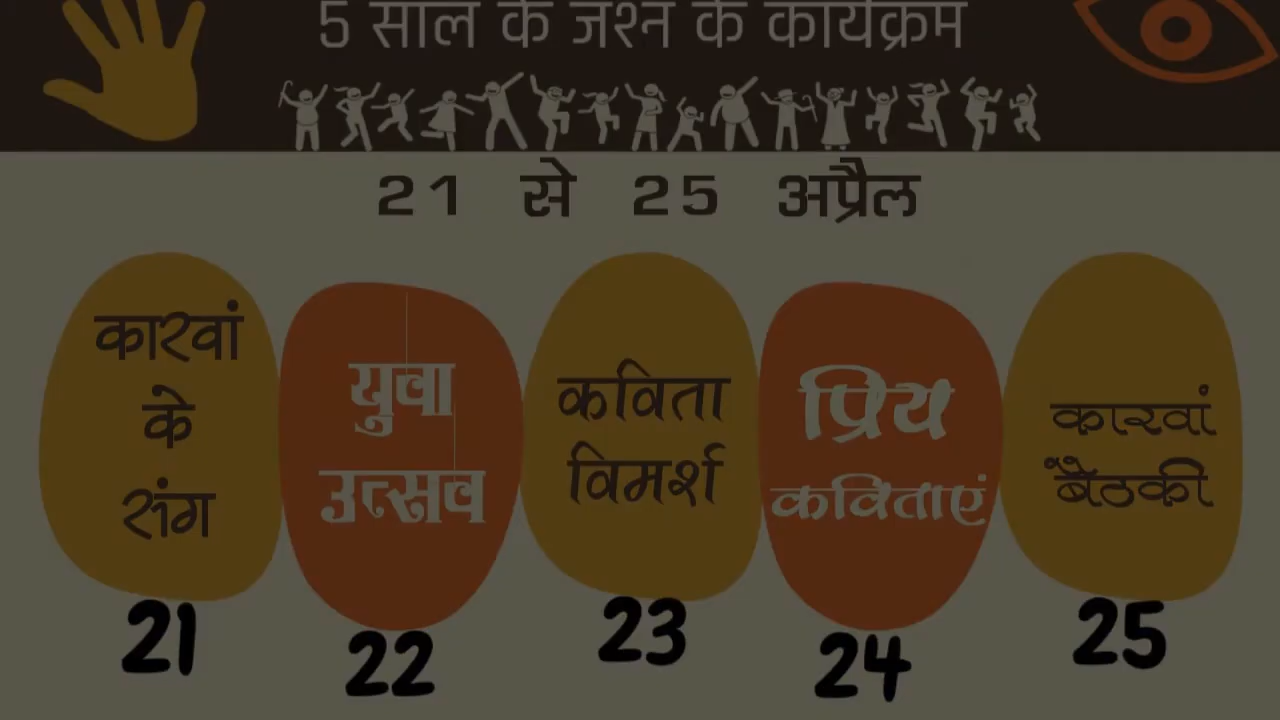 5 साल के जश्न के कार्यक्रम
21 से 25 अप्रैल
कारवां
के
संग
21
युवा
उत्सव
22
कविता
विमर्श
23
प्रिय
कविताएं
24
कारवां
बैठकी
25